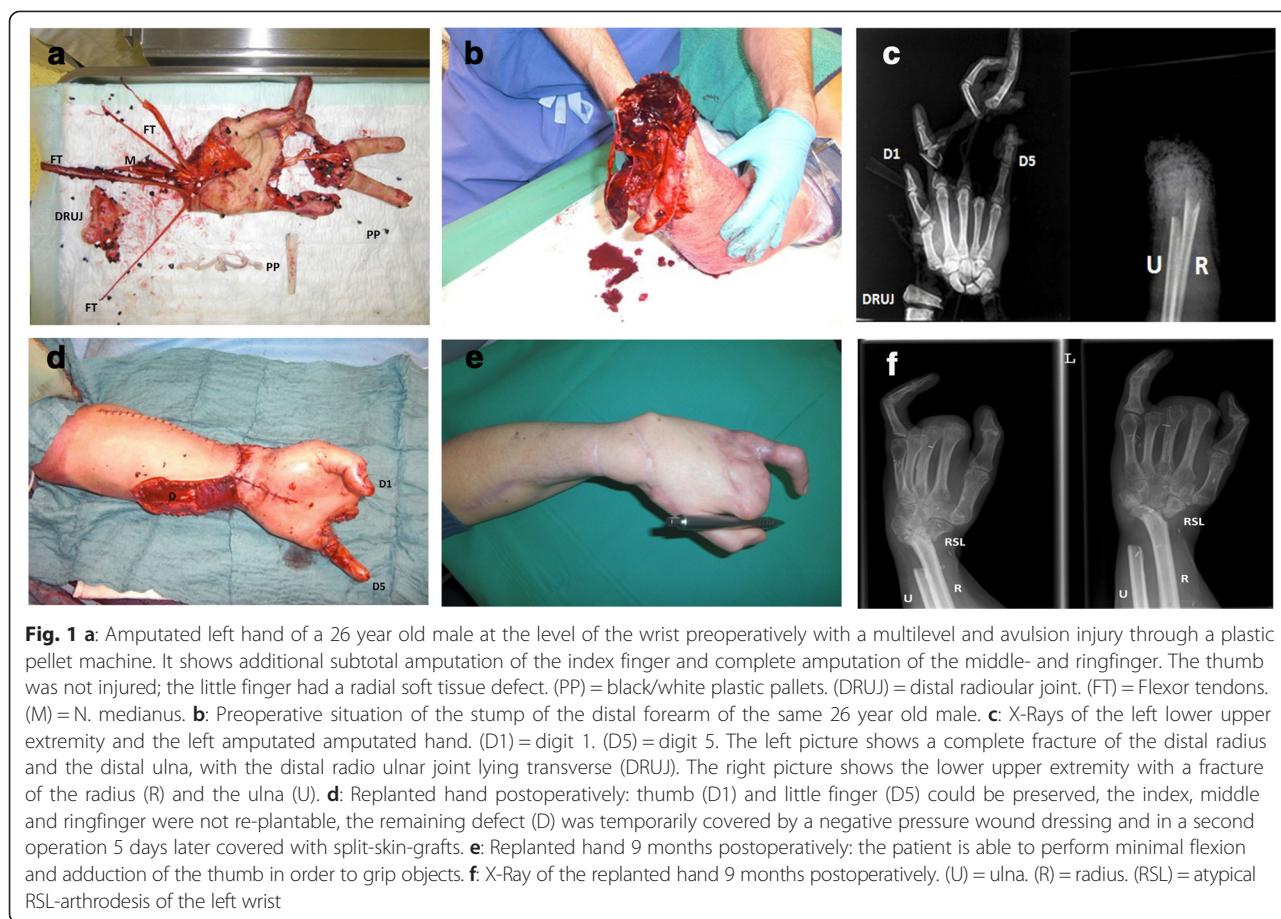 a
FT
FT
M
DRUJ
PP
PP
FT
b
c
D1
D5
DRUJ
U
R
d
D
D1
D5
e
f
L
RSL
RSL
U
R
U
R
Fig. 1 a: Amputated left hand of a 26 year old male at the level of the wrist preoperatively with a multilevel and avulsion injury through a plastic
pellet machine. It shows additional subtotal amputation of the index finger and complete amputation of the middle- and ringfinger. The thumb
was not injured; the little finger had a radial soft tissue defect. (PP) = black/white plastic pallets. (DRUJ) = distal radioular joint. (FT) = Flexor tendons.
(M) = N. medianus. b: Preoperative situation of the stump of the distal forearm of the same 26 year old male. c: X-Rays of the left lower upper
extremity and the left amputated amputated hand. (D1) = digit 1. (D5) = digit 5. The left picture shows a complete fracture of the distal radius
and the distal ulna, with the distal radio ulnar joint lying transverse (DRUJ). The right picture shows the lower upper extremity with a fracture
of the radius (R) and the ulna (U). d: Replanted hand postoperatively: thumb (D1) and little finger (D5) could be preserved, the index, middle
and ringfinger were not re-plantable, the remaining defect (D) was temporarily covered by a negative pressure wound dressing and in a second
operation 5 days later covered with split-skin-grafts. e: Replanted hand 9 months postoperatively: the patient is able to perform minimal flexion
and adduction of the thumb in order to grip objects. f: X-Ray of the replanted hand 9 months postoperatively. (U) = ulna. (R) = radius. (RSL) = atypical
RSL-arthrodesis of the left wrist